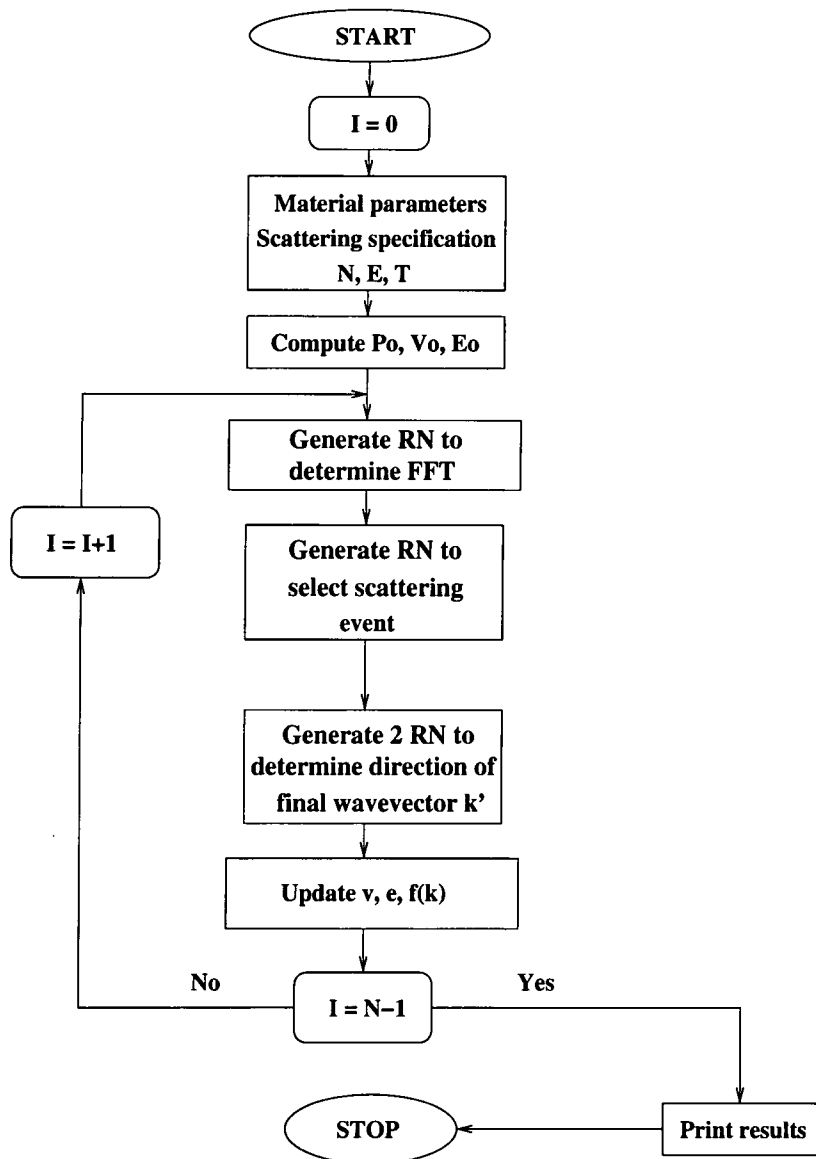 START
I = 0
Material parameters
Scattering specification
N, E, T
Compute Po, Vo, Eo
Generate RN to
determine FFT
I = I+1
Generate RN to
select scattering
event
Generate 2 RN to
determine direction of
final wavevector k’
Update v, e, f(k)
No
Yes
I = N−1
STOP
Print results